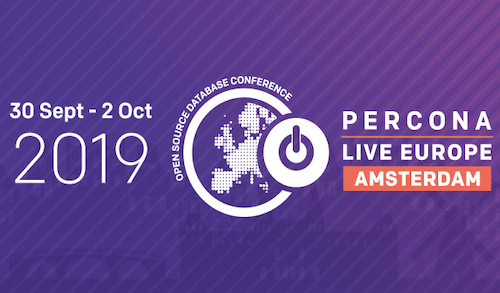 30 Sept - 2 Oct
2019
OPEN SOURCE DATABASE CONFERENCE
PERCONA
LIVE EUROPE
AMSTERDAM